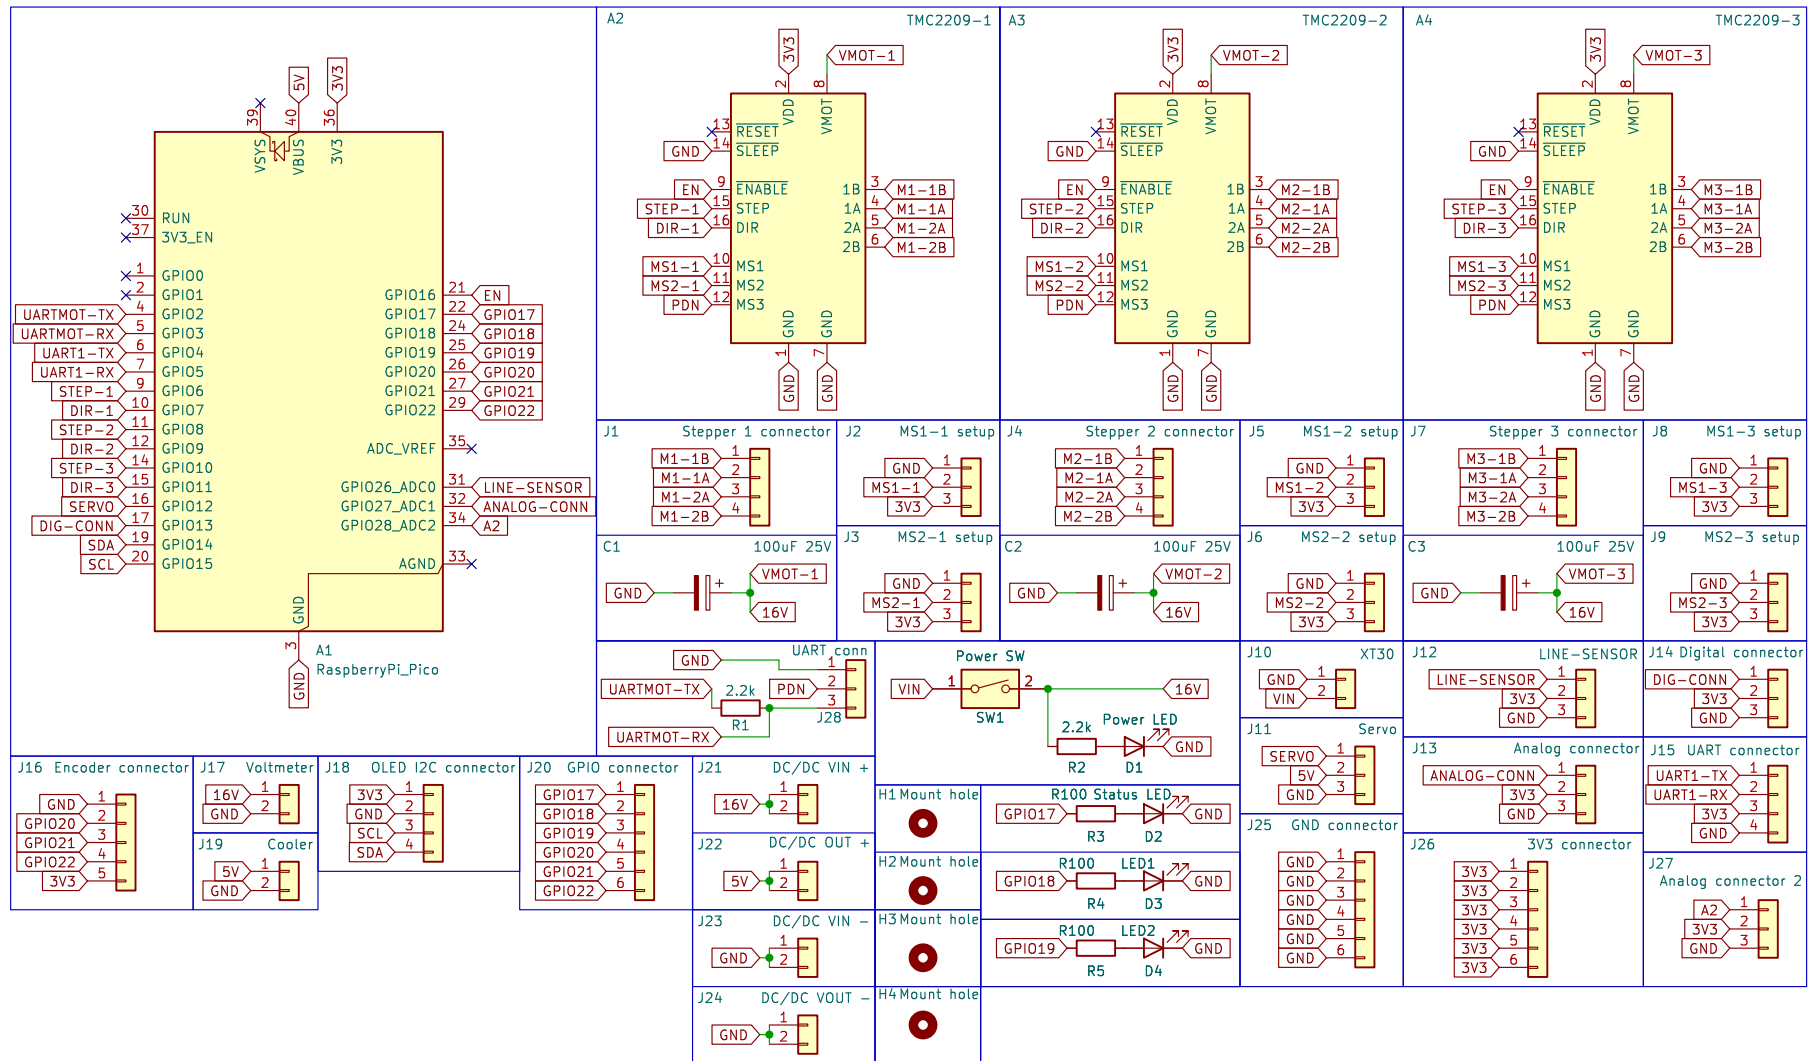 5V
3V3
39
40
36
VSYS
VBUS
3V3
30 RUN
37 3V3_EN
1 GPIO0
2 GPIO1
UARTMOT-TX 4 GPIO2
UARTMOT-RX 5 GPIO3
UART1-TX 6 GPIO4
UART1-RX 7 GPIO5
STEP-1 9 GPIO6
DIR-1 10 GPIO7
STEP-2 11 GPIO8
DIR-2 12 GPIO9
STEP-3 14 GPIO10
DIR-3 15 GPIO11
SERVO 16 GPIO12
DIG-CONN 17 GPIO13
SDA 19 GPIO14
SCL 20 GPIO15
GPIO16 21 EN
GPIO17 22 GPIO17
GPIO18 24 GPIO18
GPIO19 25 GPIO19
GPIO20 26 GPIO20
GPIO21 27 GPIO21
GPIO22 29 GPIO22
ADC_VREF 35
GPIO26_ADC0 31 LINE-SENSOR
GPIO27_ADC1 32 ANALOG-CONN
GPIO28_ADC2 34 A2
AGND 33
GND
3
GND
A1
RaspberryPi_Pico
A2 TMC2209-1
3V3
VMOT-1
2 8
VDD VMOT
13 RESET
GND 14 SLEEP
EN 9 ENABLE
STEP-1 15 STEP
DIR-1 16 DIR
MS1-1 10 MS1
MS2-1 11 MS2
PDN 12 MS3
1B 3 M1-1B
1A 4 M1-1A
2A 5 M1-2A
2B 6 M1-2B
GND GND
1 7
GND GND
A3 TMC2209-2
3V3
VMOT-2
2 8
VDD VMOT
13 RESET
GND 14 SLEEP
EN 9 ENABLE
STEP-2 15 STEP
DIR-2 16 DIR
MS1-2 10 MS1
MS2-2 11 MS2
PDN 12 MS3
1B 3 M2-1B
1A 4 M2-1A
2A 5 M2-2A
2B 6 M2-2B
GND GND
1 7
GND GND
A4 TMC2209-3
3V3
VMOT-3
2 8
VDD VMOT
13 RESET
GND 14 SLEEP
EN 9 ENABLE
STEP-3 15 STEP
DIR-3 16 DIR
MS1-3 10 MS1
MS2-3 11 MS2
PDN 12 MS3
1B 3 M3-1B
1A 4 M3-1A
2A 5 M3-2A
2B 6 M3-2B
GND GND
1 7
GND GND
J1 Stepper 1 connector
M1-1B 1
M1-1A 2
M1-2A 3
M1-2B 4
J2 MS1-1 setup
GND 1
MS1-1 2
3V3 3
J4 Stepper 2 connector
M2-1B 1
M2-1A 2
M2-2A 3
M2-2B 4
J5 MS1-2 setup
GND 1
MS1-2 2
3V3 3
J7 Stepper 3 connector
M3-1B 1
M3-1A 2
M3-2A 3
M3-2B 4
J8 MS1-3 setup
GND 1
MS1-3 2
3V3 3
C1 100uF 25V
GND + VMOT-1
16V
J3 MS2-1 setup
GND 1
MS2-1 2
3V3 3
C2 100uF 25V
GND + VMOT-2
16V
J6 MS2-2 setup
GND 1
MS2-2 2
3V3 3
C3 100uF 25V
GND + VMOT-3
16V
J9 MS2-3 setup
GND 1
MS2-3 2
3V3 3
UART conn
GND 1
UARTMOT-TX 2.2k PDN 2
3
R1 J28
UARTMOT-RX
Power SW
VIN 1 2 16V
SW1
2.2k Power LED
GND
R2 D1
J10 XT30
GND 1
VIN 2
J11 Servo
SERVO 1
5V 2
GND 3
J12 LINE-SENSOR
LINE-SENSOR 1
3V3 2
GND 3
J14 Digital connector
DIG-CONN 1
3V3 2
GND 3
J13 Analog connector
ANALOG-CONN 1
3V3 2
GND 3
J15 UART connector
UART1-TX 1
UART1-RX 2
3V3 3
GND 4
J16 Encoder connector
GND 1
GPIO20 2
GPIO21 3
GPIO22 4
3V3 5
J17 Voltmeter
16V 1
GND 2
J19 Cooler
5V 1
GND 2
J18 OLED I2C connector
3V3 1
GND 2
SCL 3
SDA 4
J20 GPIO connector
GPIO17 1
GPIO18 2
GPIO19 3
GPIO20 4
GPIO21 5
GPIO22 6
J21 DC/DC VIN +
1
16V 2
J22 DC/DC OUT +
1
5V 2
J23 DC/DC VIN -
1
GND 2
J24 DC/DC VOUT -
1
GND 2
H1 Mount hole
H2 Mount hole
H3 Mount hole
H4 Mount hole
R100 Status LED
GPIO17 GND
R3 D2
R100 LED1
GPIO18 GND
R4 D3
R100 LED2
GPIO19 GND
R5 D4
J25 GND connector
GND 1
GND 2
GND 3
GND 4
GND 5
GND 6
J26 3V3 connector
3V3 1
3V3 2
3V3 3
3V3 4
3V3 5
3V3 6
J27
Analog connector 2
A2 1
3V3 2
GND 3